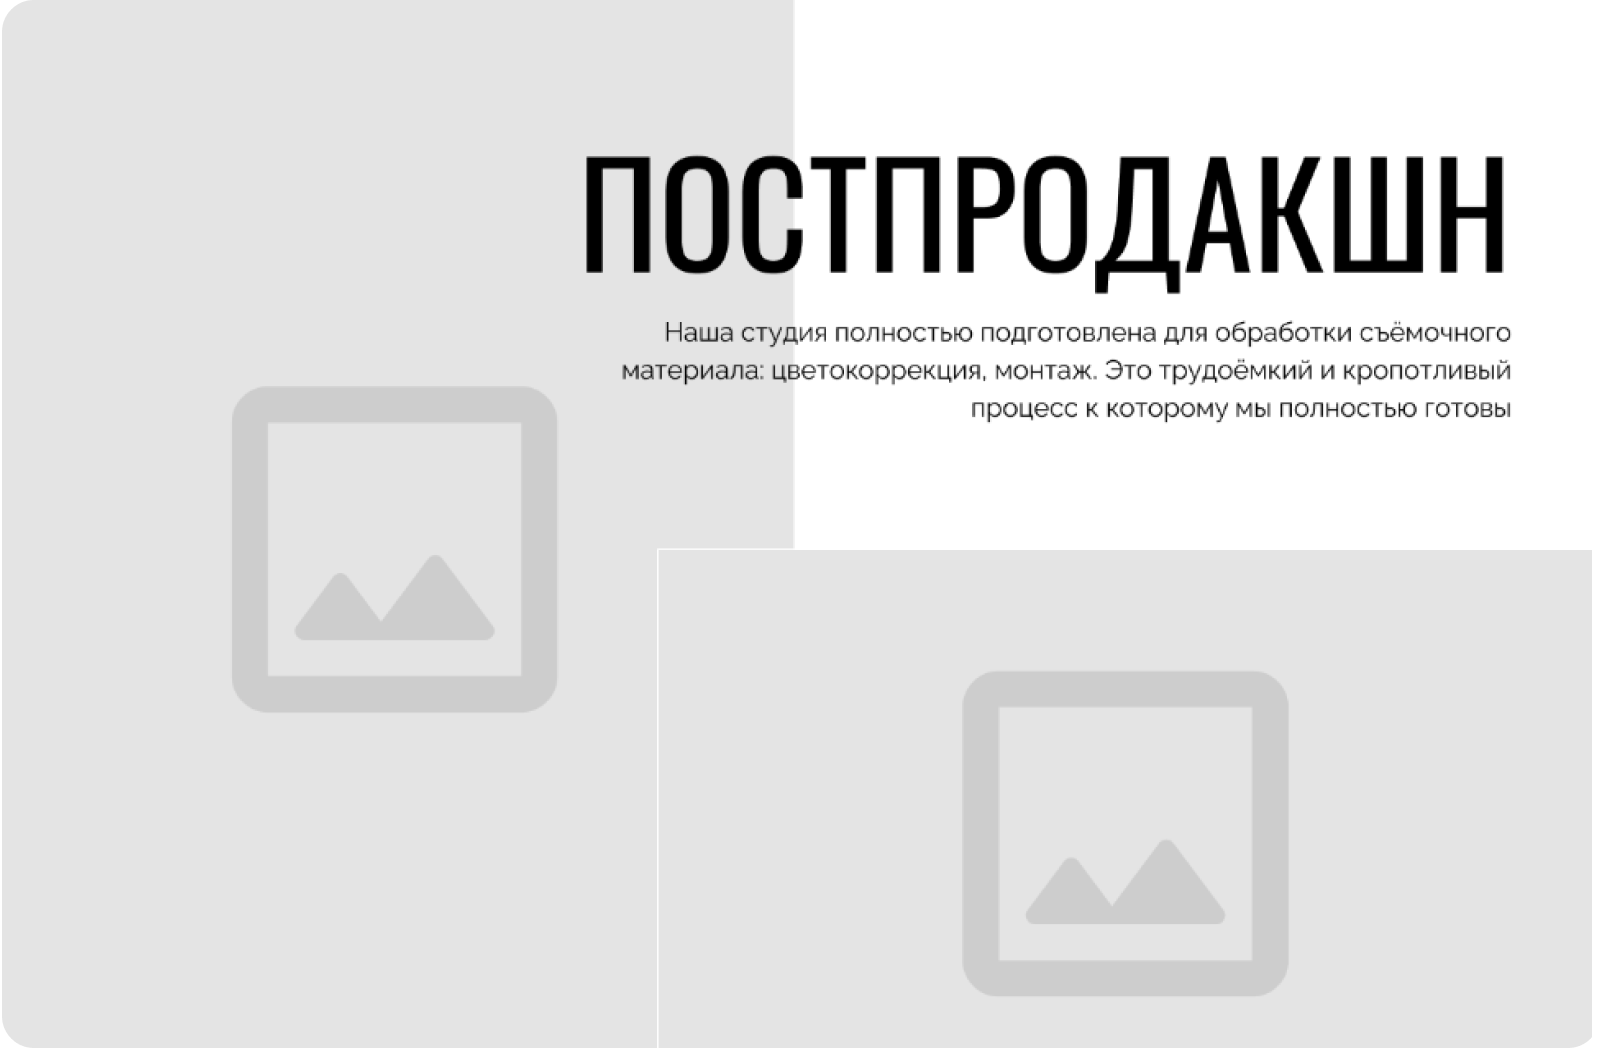 ПОСТПРОДАКШН
Наша студия полностью подготовлена для обработки съёмочного
материала: цветокоррекция, монтаж. Это трудоёмкий и кропотливый
процесс к которому мы полностью готовы